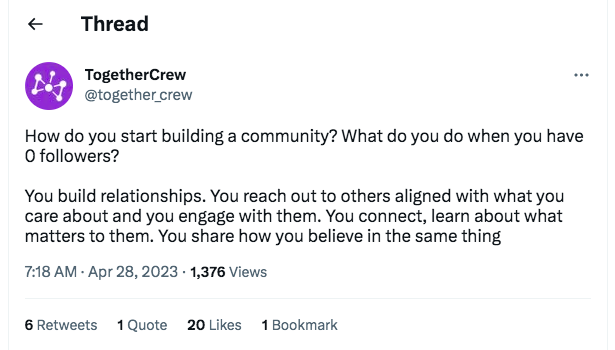 Thread
TogetherCrew
@together_crew
How do you start building a community? What do you do when you have
0 followers?
You build relationships. You reach out to others aligned with what you
care about and you engage with them. You connect, learn about what
matters to them. You share how you believe in the same thing
7:18 AM · Apr 28, 2023 · 1,376 Views
6 Retweets 1 Quote 20 Likes 1 Bookmark